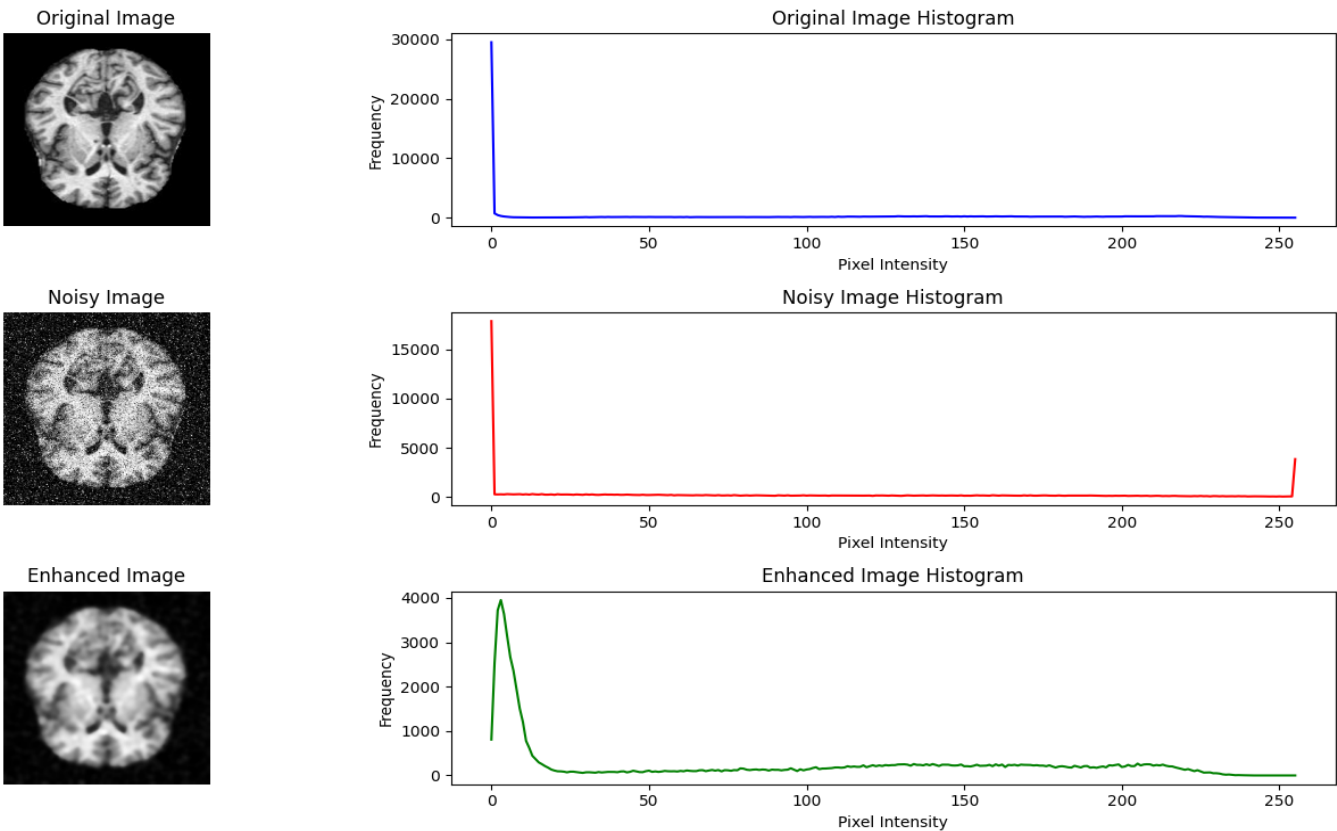 Original Image
Original Image Histogram
30000
20000
10000
0
Frequency
0 50 100 150 200 250
Pixel Intensity
Noisy Image
Noisy Image Histogram
15000
10000
5000
0
Frequency
0 50 100 150 200 250
Pixel Intensity
Enhanced Image
Enhanced Image Histogram
4000
3000
2000
1000
0
Frequency
0 50 100 150 200 250
Pixel Intensity